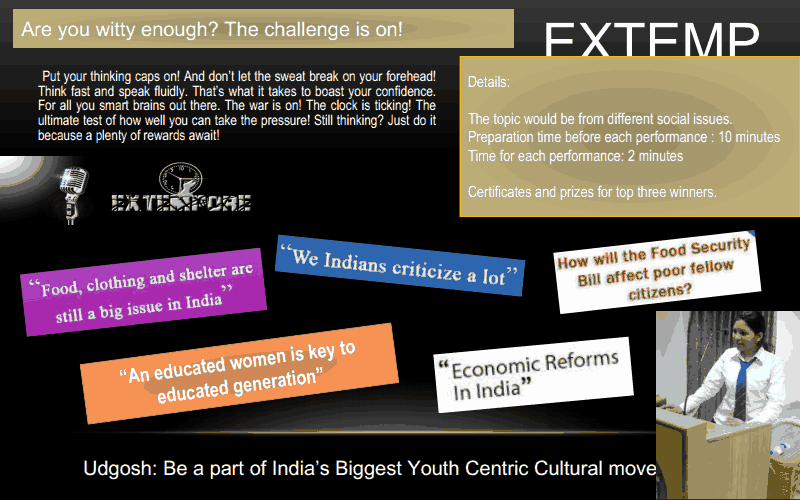 Are you witty enough? The challenge is on!
EXTEMP
Put your thinking caps on! And don't let the sweat break on your forehead!
Think fast and speak fluidly. That's what it takes to boast your confidence.
For all you smart brains out there. The war is on! The clock is ticking! The
ultimate test of how well you can take the pressure! Still thinking? Just do it
because a plenty of rewards await!
Details:
The topic would be from different social issues.
Preparation time before each performance : 10 minutes
Time for each performance: 2 minutes
Certificates and prizes for top three winners.
EXTEMPORE
“Food, clothing and shelter are
still a big issue in India”
“We Indians criticize a lot”
How will the Food Security
Bill affect poor fellow
citizens?
“An educated women is key to
educated generation”
“Economic Reforms
In India”
Udgosh: Be a part of India's Biggest Youth Centric Cultural move